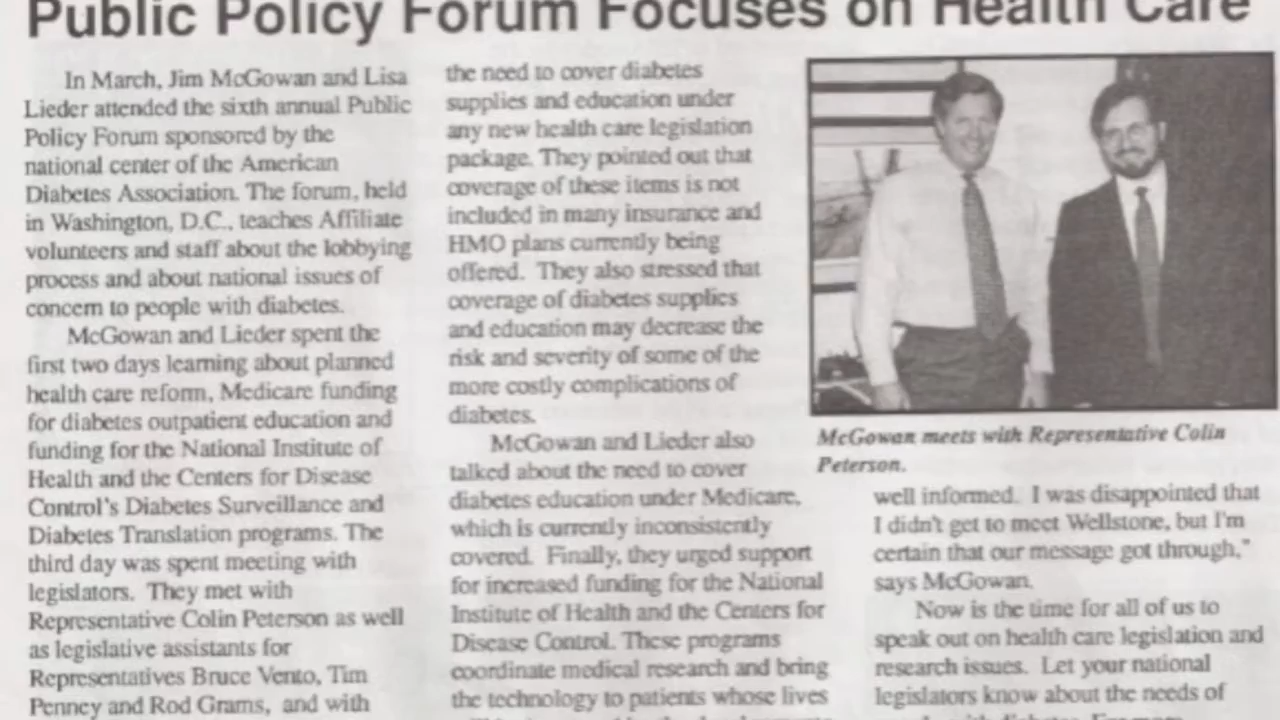 Public Policy Forum Focuses on Health Care
In March, Jim McGowan and Lisa
Lieder attended the sixth annual Public
Policy Forum sponsored by the
national center of the American
Diabetes Association. The forum, held
in Washington, D.C., teaches Affiliate
volunteers and staff about the lobbying
process and about national issues of
concern to people with diabetes.
McGowan and Lieder spent the
first two days learning about planned
health care reform, Medicare funding
for diabetes outpatient education and
funding for the National Institute of
Health and the Centers for Disease
Control's Diabetes Surveillance and
Diabetes Translation programs. The
third day was spent meeting with
legislators. They met with
Representative Colin Peterson as well
as legislative assistants for
Representatives Bruce Vento, Tim
Penney and Rod Grams, and with
the need to cover diabetes
supplies and education under
any new health care legislation
package. They pointed out that
coverage of these items is not
included in many insurance and
HMO plans currently being
offered. They also stressed that
coverage of diabetes supplies
and education may decrease the
risk and severity of some of the
more costly complications of
diabetes.
McGowan and Lieder also
talked about the need to cover
diabetes education under Medicare,
which is currently inconsistently
covered. Finally, they urged support
for increased funding for the National
Institute of Health and the Centers for
Disease Control. These programs
coordinate medical research and bring
the technology to patients whose lives
McGowan meets with Representative Colin
Peterson.
well informed. I was disappointed that
I didn't get to meet Wellstone, but I'm
certain that our message got through,"
says McGowan.
Now is the time for all of us to
speak out on health care legislation and
research issues. Let your national
legislators know about the needs of